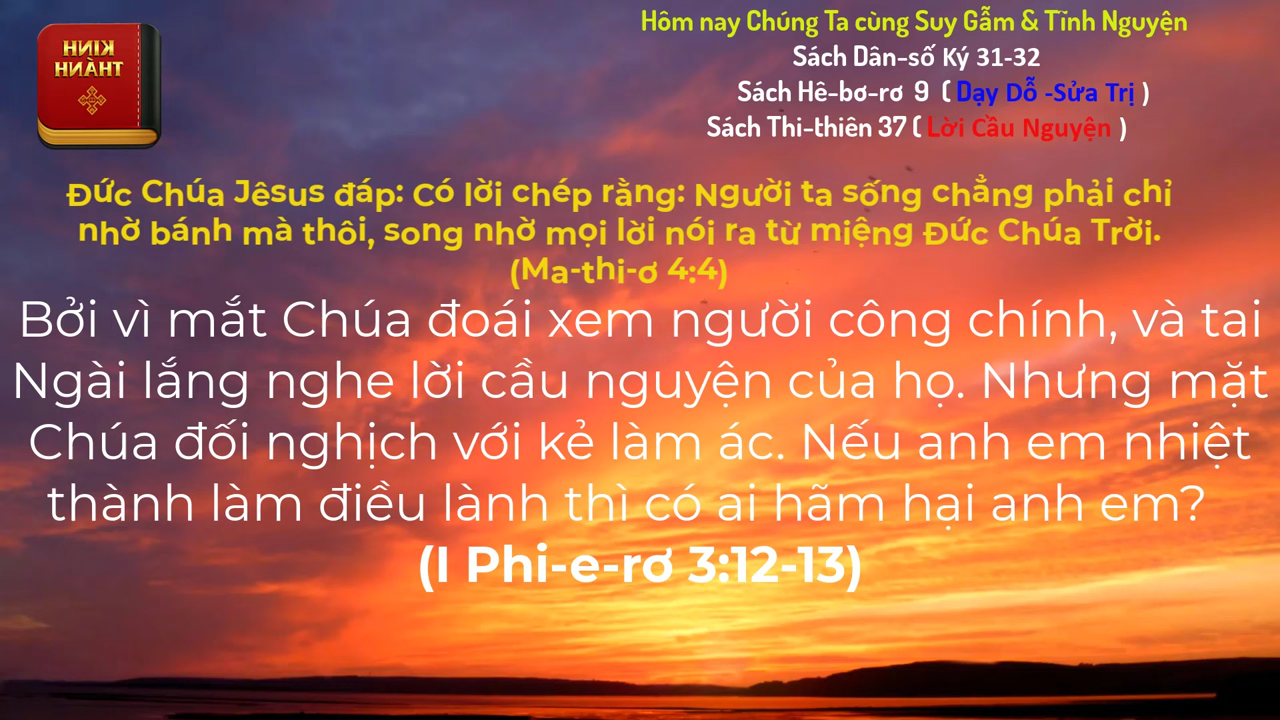 KINH
THÀNH
Hôm nay Chúng Ta cùng Suy Gẫm & Tĩnh Nguyện
Sách Dân-số Ký 31-32
Sách Hê-bơ-rơ 9 ( Dạy Dỗ -Sửa Trị )
Sách Thi-thiên 37 ( Lời Cầu Nguyện )
Đức Chúa Jêsus đáp: Có lời chép rằng: Người ta sống chẳng phải chỉ
nhờ bánh mà thôi, song nhờ mọi lời nói ra từ miệng Đức Chúa Trời.
(Ma-thi-ơ 4:4)
Bởi vì mắt Chúa đoái xem người công chính, và tai
Ngài lắng nghe lời cầu nguyện của họ. Nhưng mặt
Chúa đối nghịch với kẻ làm ác. Nếu anh em nhiệt
thành làm điều lành thì có ai hãm hại anh em?
(I Phi-e-rơ 3:12-13)